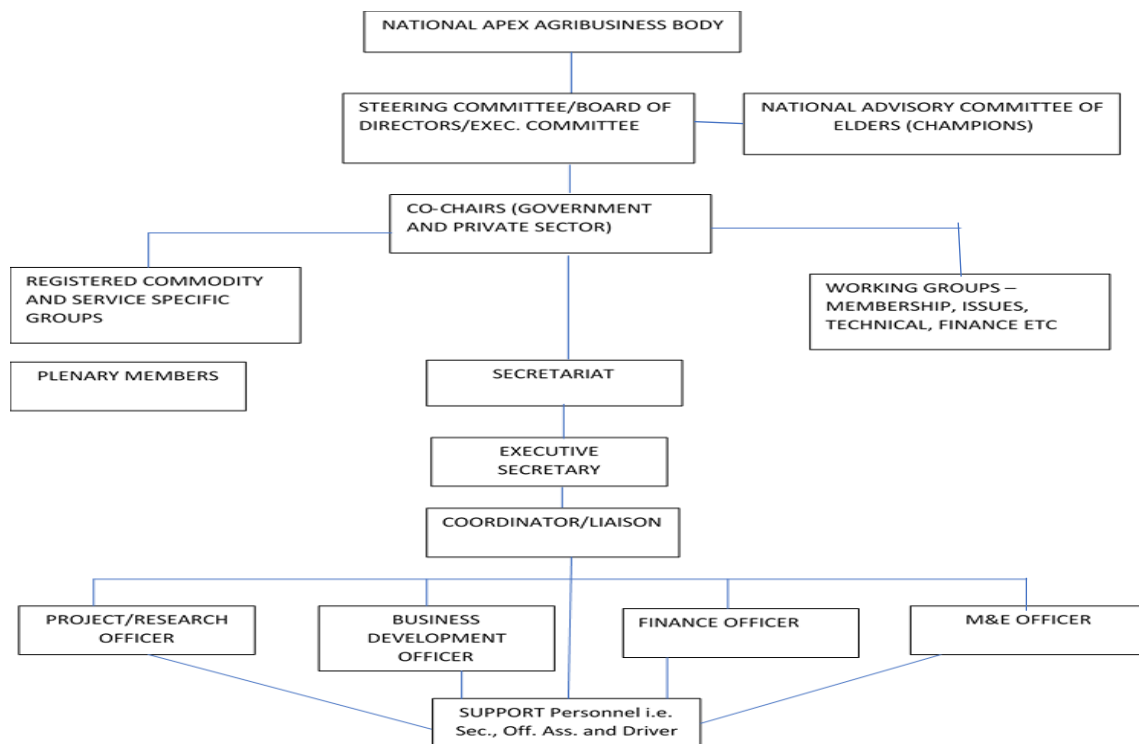 NATIONAL APEX AGRIBUSINESS BODY
STEERING COMMITTEE/BOARD OF
DIRECTORS/EXEC. COMMITTEE
NATIONAL ADVISORY COMMITTEE OF
ELDERS (CHAMPIONS)
CO-CHAIRS (GOVERNMENT
AND PRIVATE SECTOR)
REGISTERED COMMODITY
AND SERVICE SPECIFIC
GROUPS
WORKING GROUPS –
MEMBERSHIP, ISSUES,
TECHNICAL, FINANCE ETC
PLENARY MEMBERS
SECRETARIAT
EXECUTIVE
SECRETARY
COORDINATOR/LIAISON
PROJECT/RESEARCH
OFFICER
BUSINESS
DEVELOPMENT
OFFICER
FINANCE OFFICER
M&E OFFICER
SUPPORT Personnel i.e.
Sec., Off. Ass. and Driver